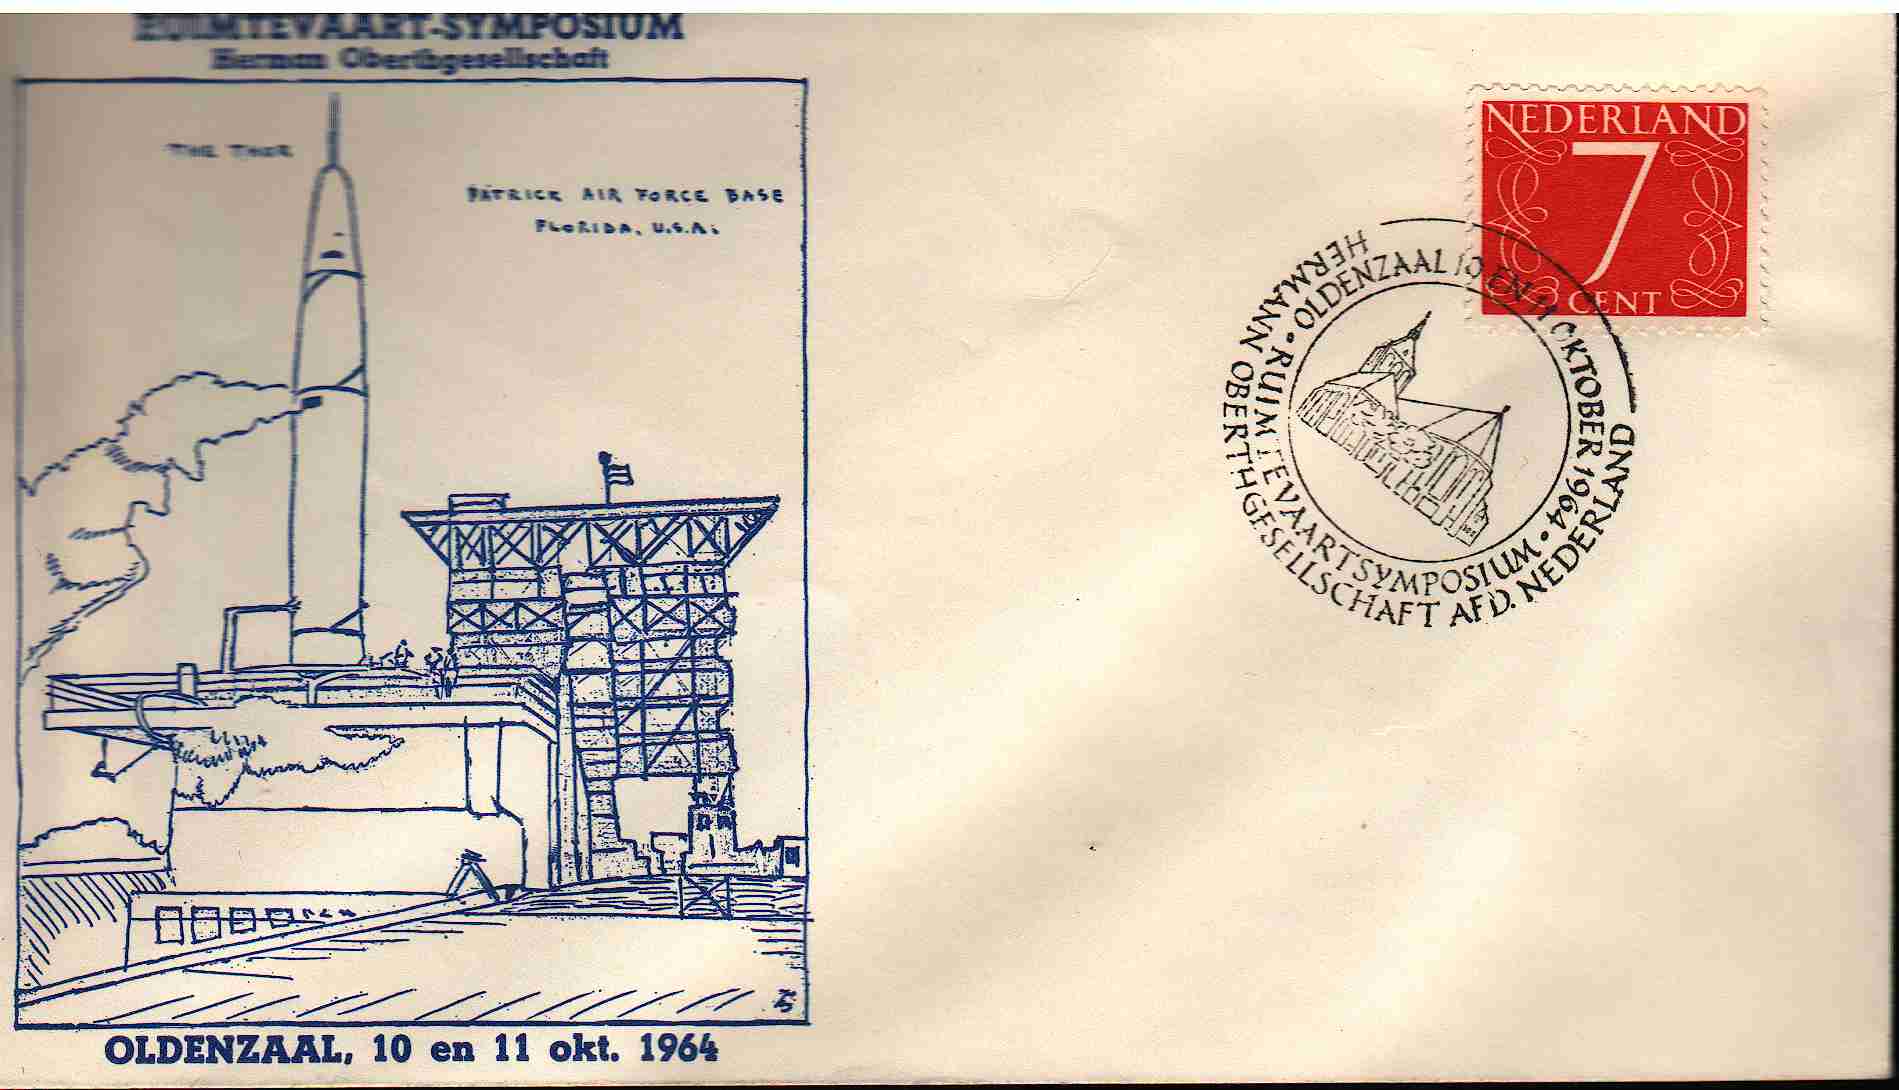 RUIMTEVAART-SYMPOSIUM
Herman Oberthgesellschaft
THE THOR
PATRICK AIR FORCE BASE
FLORIDA, U.S.A.
OLDENZAAL, 10 en 11 okt. 1964
NEDERLAND
7
CENT
OLDENZAAL 10 EN 11 OKTOBER 1964 • RUIMTEVAARTSYMPOSIUM •
HERMANN OBERTHGESELLSCHAFT AFD. NEDERLAND